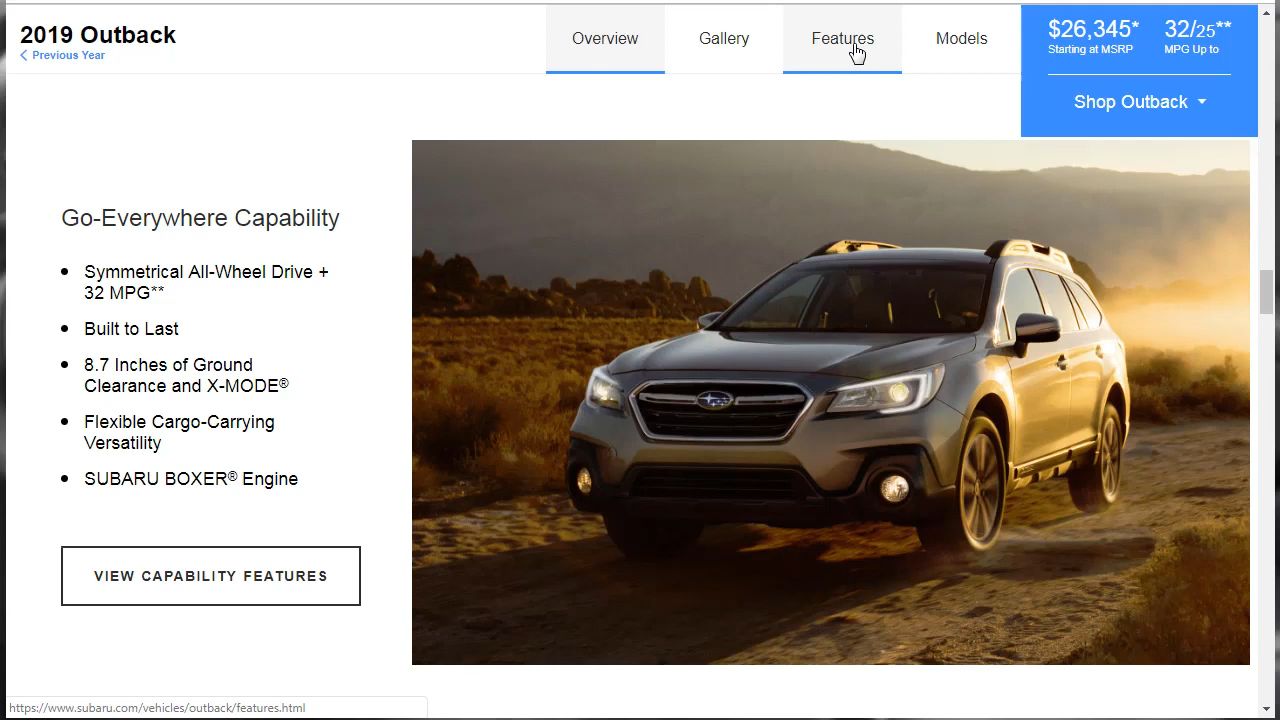 2019 Outback
Previous Year
Overview
Gallery
Features
Models
$26,345* 32/25**
Starting at MSRP MPG Up to
Shop Outback
Go-Everywhere Capability
Symmetrical All-Wheel Drive +
32 MPG**
Built to Last
8.7 Inches of Ground
Clearance and X-MODE®
Flexible Cargo-Carrying
Versatility
SUBARU BOXER® Engine
VIEW CAPABILITY FEATURES
https://www.subaru.com/vehicles/outback/features.html